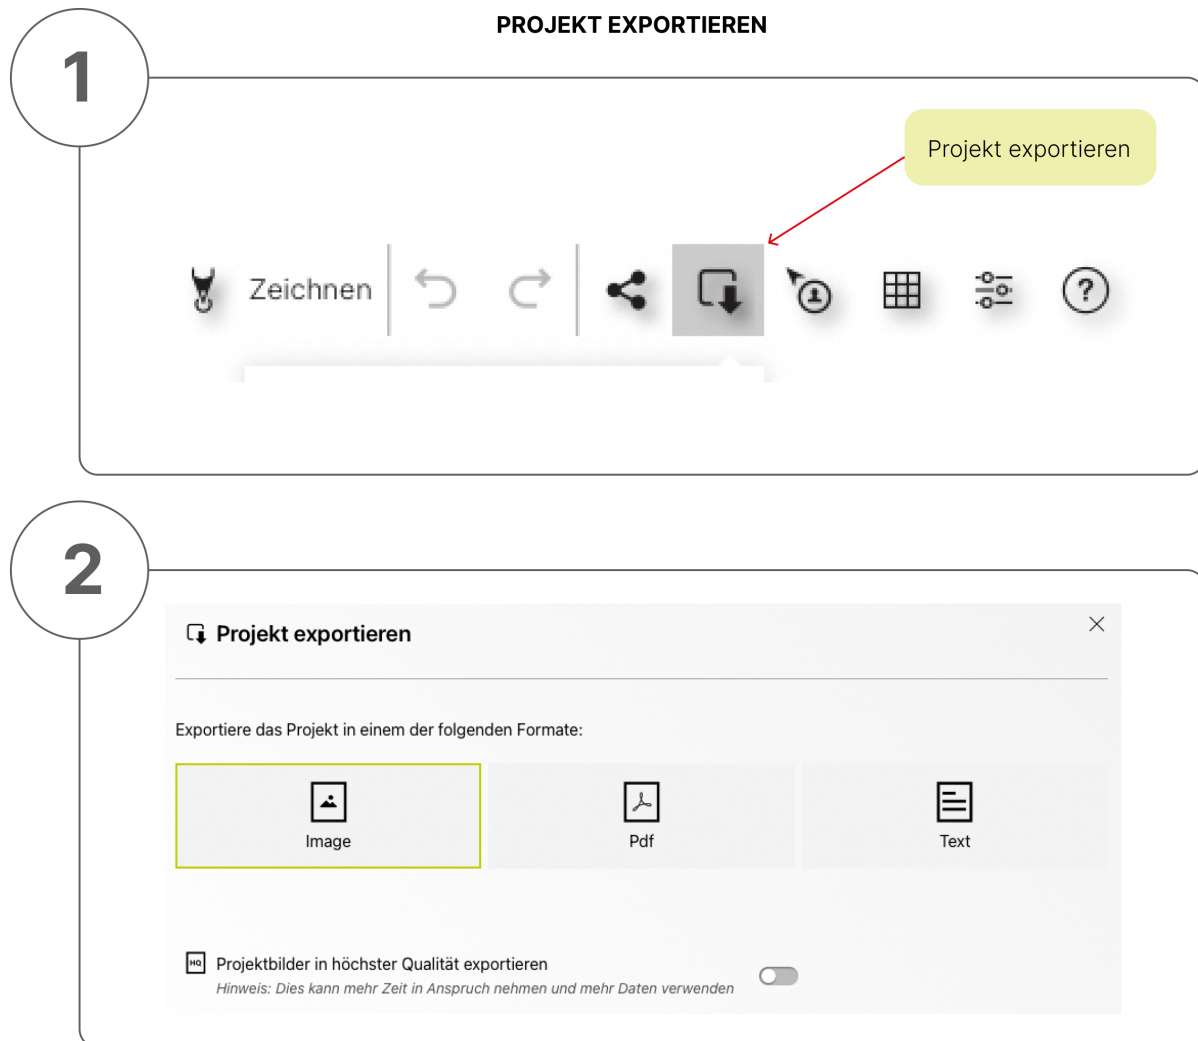 PROJEKT EXPORTIEREN
1
Projekt exportieren
Zeichnen
?
2
Projekt exportieren
Exportiere das Projekt in einem der folgenden Formate:
Image
Pdf
Text
HQ
Projektbilder in höchster Qualität exportieren
Hinweis: Dies kann mehr Zeit in Anspruch nehmen und mehr Daten verwenden